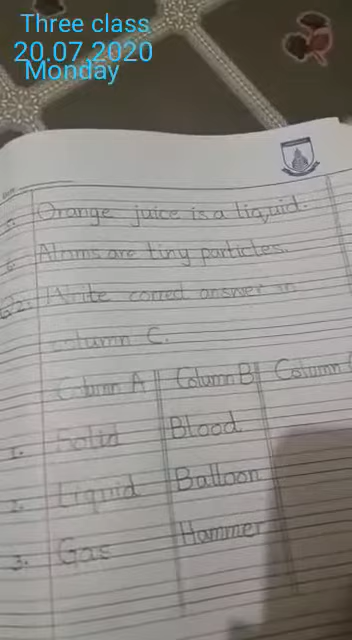 Three class
20.07.2020
Monday
5. Orange juice is a liquid.
6. Atoms are tiny particles.
Q2. Write correct answer in
column C.
Column A Column B Column
1. Solid Blood
2. Liquid Balloon
3. Gas Hammer